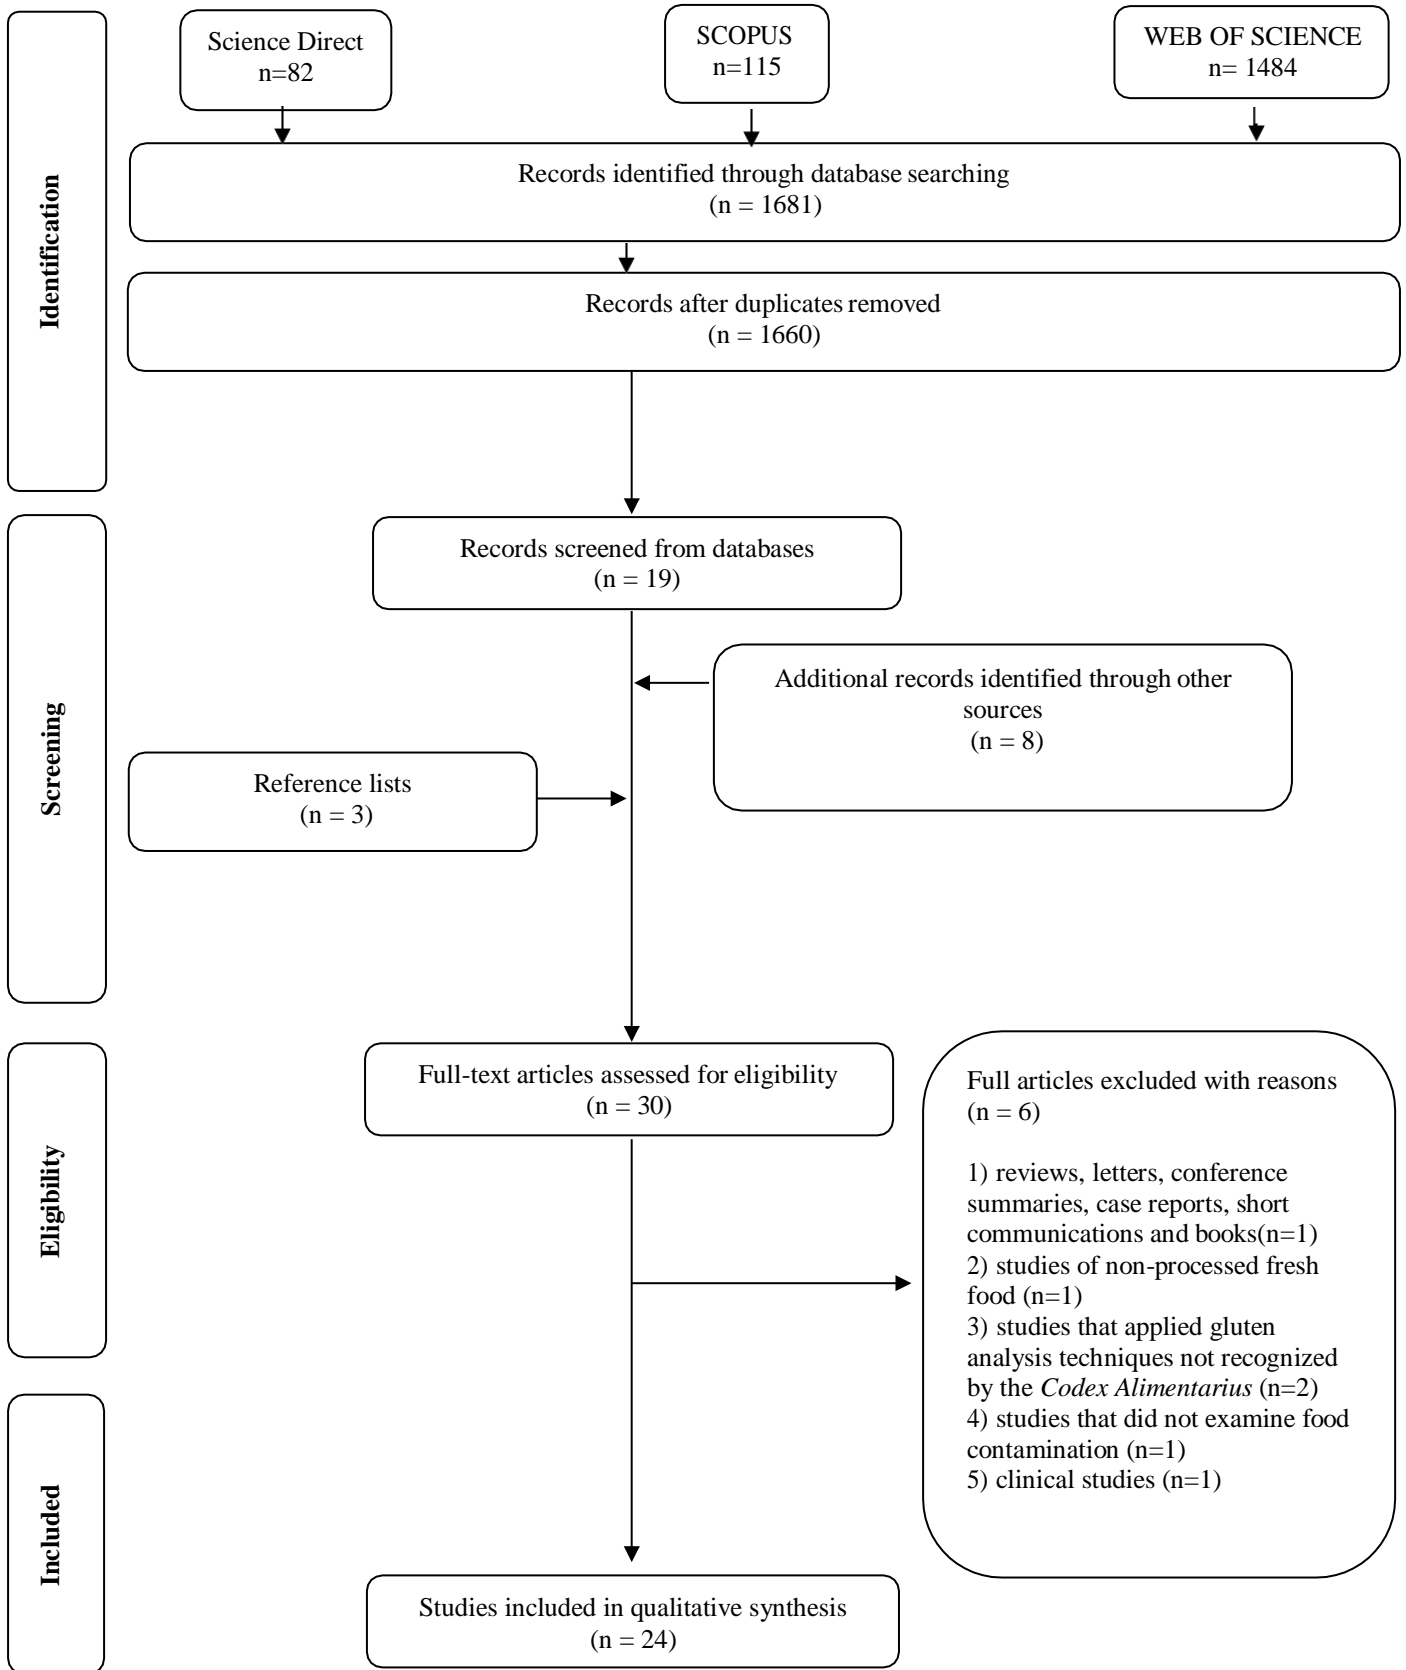 Science Direct
n=82
SCOPUS
n=115
WEB OF SCIENCE
n= 1484
Identification
Records identified through database searching
(n = 1681)
Records after duplicates removed
(n = 1660)
Screening
Records screened from databases
(n = 19)
Additional records identified through other
sources
(n = 8)
Reference lists
(n = 3)
Eligibility
Full-text articles assessed for eligibility
(n = 30)
Full articles excluded with reasons
(n = 6)
1) reviews, letters, conference
summaries, case reports, short
communications and books(n=1)
2) studies of non-processed fresh
food (n=1)
3) studies that applied gluten
analysis techniques not recognized
by the Codex Alimentarius (n=2)
4) studies that did not examine food
contamination (n=1)
5) clinical studies (n=1)
Included
Studies included in qualitative synthesis
(n = 24)